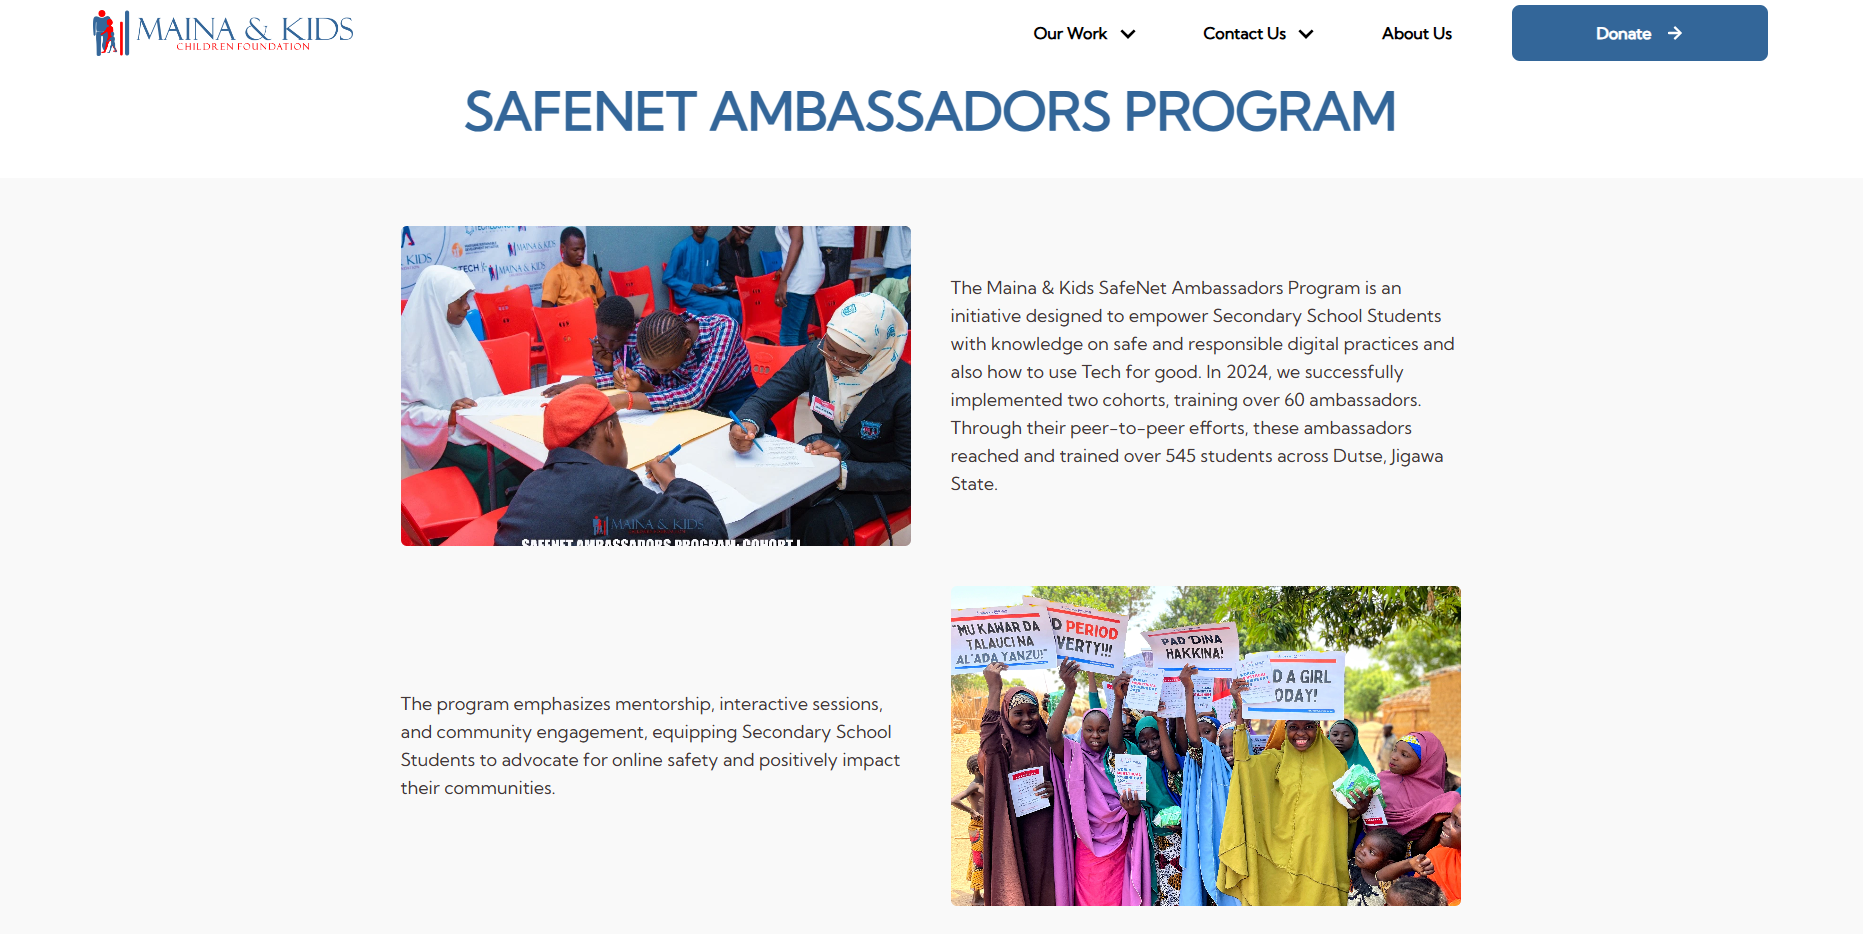 MAINA & KIDS
CHILDREN FOUNDATION
Our Work
Contact Us
About Us
Donate
SAFENET AMBASSADORS PROGRAM
KIDS
MAINA & KIDS
TECH
MAINA & KIDS
MAINA & KIDS
SAFENET AMBASSADORS PROGRAM: COHORT I
The Maina & Kids SafeNet Ambassadors Program is an
initiative designed to empower Secondary School Students
with knowledge on safe and responsible digital practices and
also how to use Tech for good. In 2024, we successfully
implemented two cohorts, training over 60 ambassadors.
Through their peer-to-peer efforts, these ambassadors
reached and trained over 545 students across Dutse, Jigawa
State.
The program emphasizes mentorship, interactive sessions,
and community engagement, equipping Secondary School
Students to advocate for online safety and positively impact
their communities.
"MU KAWAR DA
TALAUCI NA
AL'ADA YANZU!"
D PERIOD
VERTY!!!
PAD 'DINA
HAKKINA!
D A GIRL
ODAY!